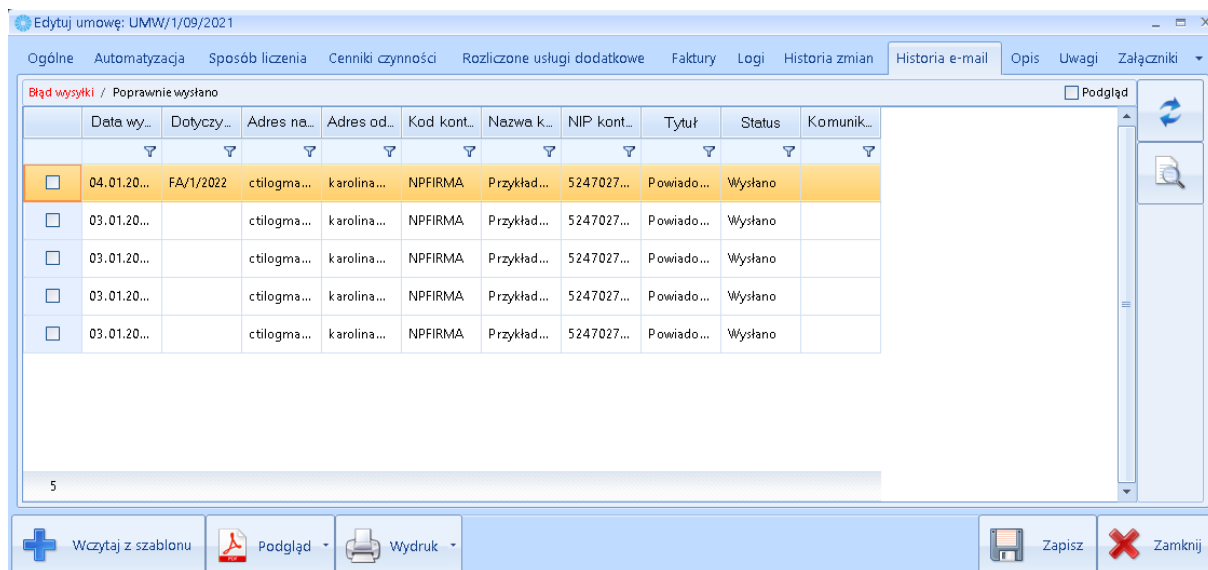 Edytuj umowę: UMW/1/09/2021
Ogólne Automatyzacja Sposób liczenia Cenniki czynności Rozliczone usługi dodatkowe Faktury Logi Historia zmian Historia e-mail Opis Uwagi Załączniki
Błąd wysyłki / Poprawnie wysłano Podgląd
Data wy... Dotyczy... Adres na... Adres od... Kod kont... Nazwa k... NIP kont... Tytuł Status Komunik...
04.01.20... FA/1/2022 ctilogma... karolina... NPFIRMA Przykład... 5247027... Powiado... Wysłano
03.01.20... ctilogma... karolina... NPFIRMA Przykład... 5247027... Powiado... Wysłano
03.01.20... ctilogma... karolina... NPFIRMA Przykład... 5247027... Powiado... Wysłano
03.01.20... ctilogma... karolina... NPFIRMA Przykład... 5247027... Powiado... Wysłano
03.01.20... ctilogma... karolina... NPFIRMA Przykład... 5247027... Powiado... Wysłano
5
Wczytaj z szablonu PDF Podgląd Wydruk Zapisz Zamknij